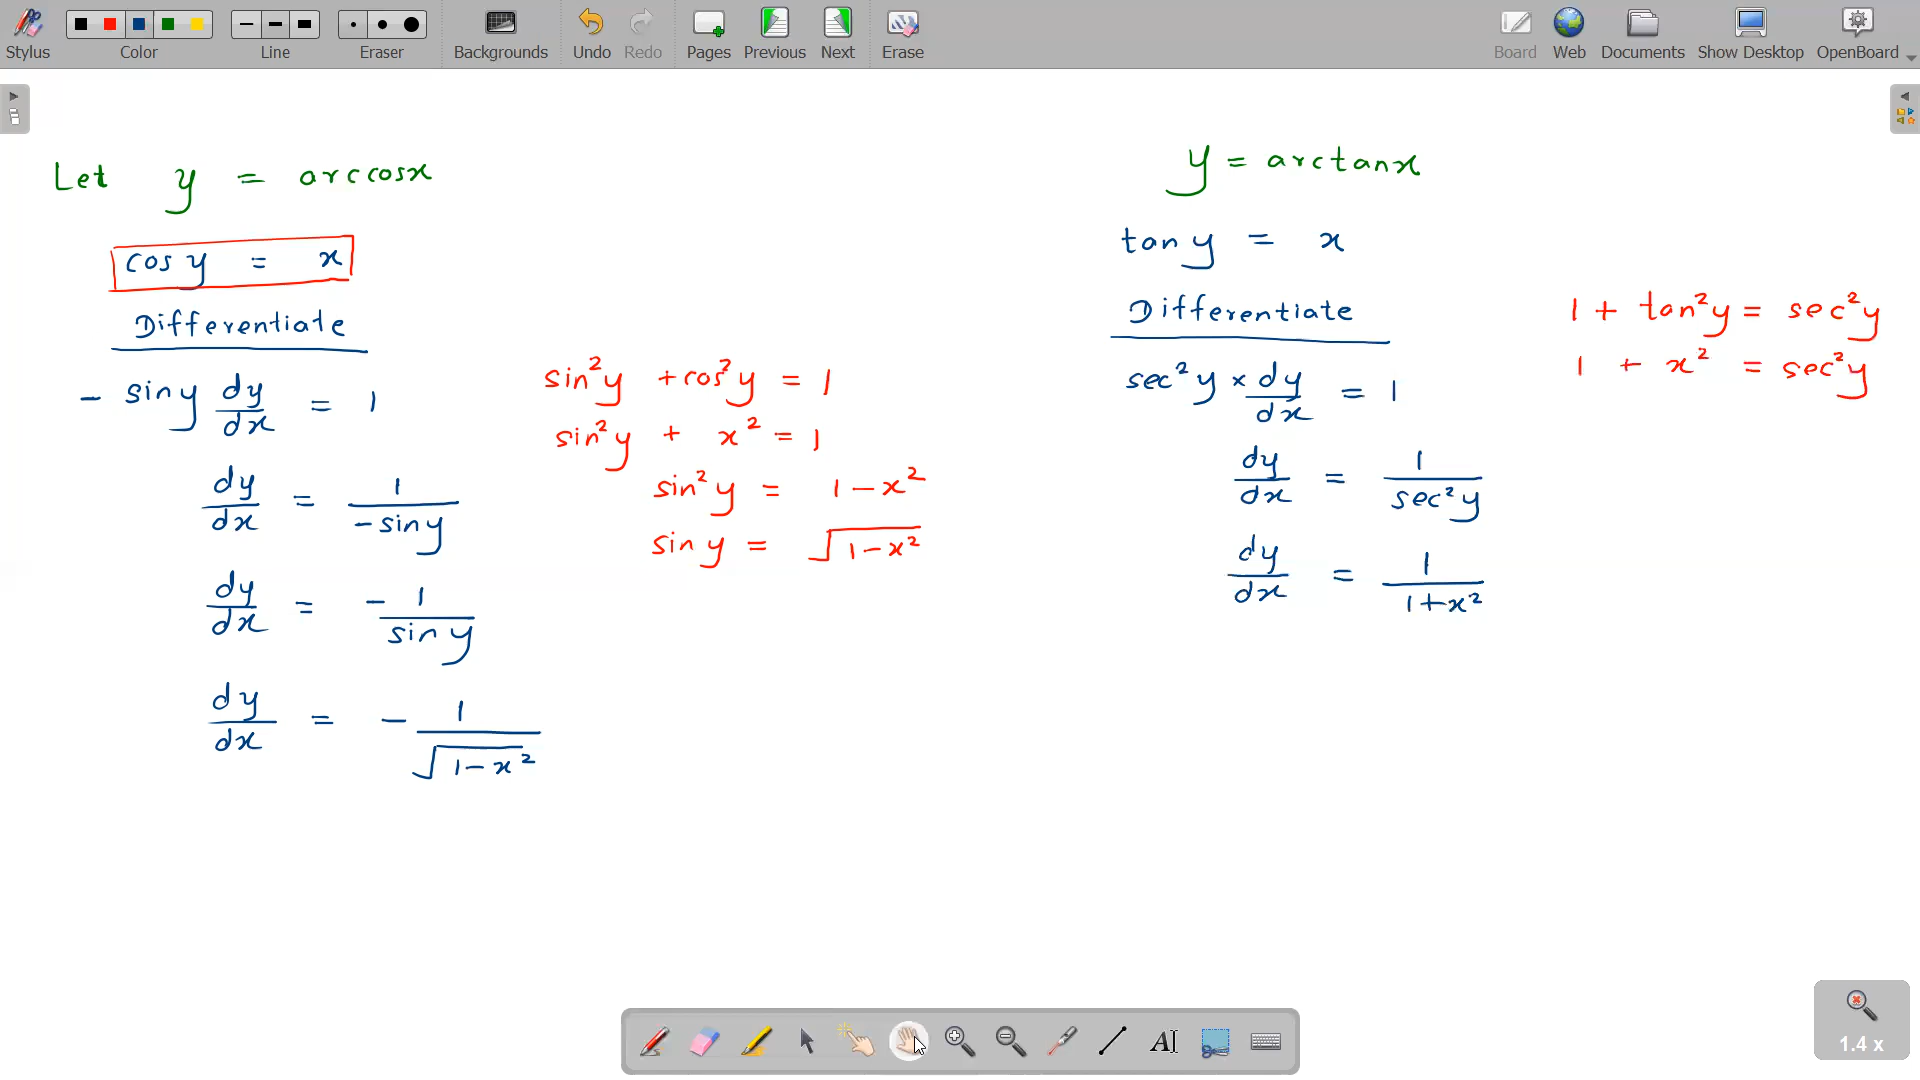 Stylus Color Line Eraser Backgrounds Undo Redo Pages Previous Next Erase Board Web Documents Show Desktop OpenBoard
Let y = arccosx
cos y = x
Differentiate
- siny dy/dx = 1
dy/dx = 1/-siny
dy/dx = -1/sin y
dy/dx = - 1/√1-x²
sin²y + cos²y = 1
sin²y + x² = 1
sin²y = 1-x²
sin y = √1-x²
y = arctanx
tan y = x
Differentiate
sec²y × dy/dx = 1
dy/dx = 1/sec²y
dy/dx = 1/1+x²
1 + tan²y = sec²y
1 + x² = sec²y
AI
1.4 x